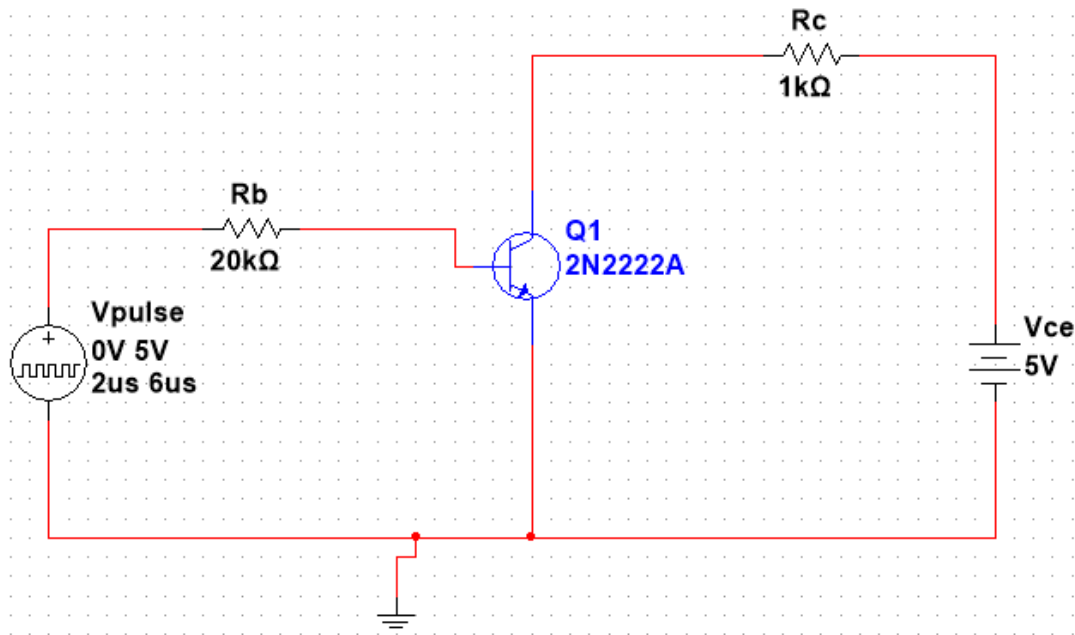 Rc
1kΩ
Rb
20kΩ
Q1
2N2222A
Vpulse
0V 5V
2us 6us
Vce
5V